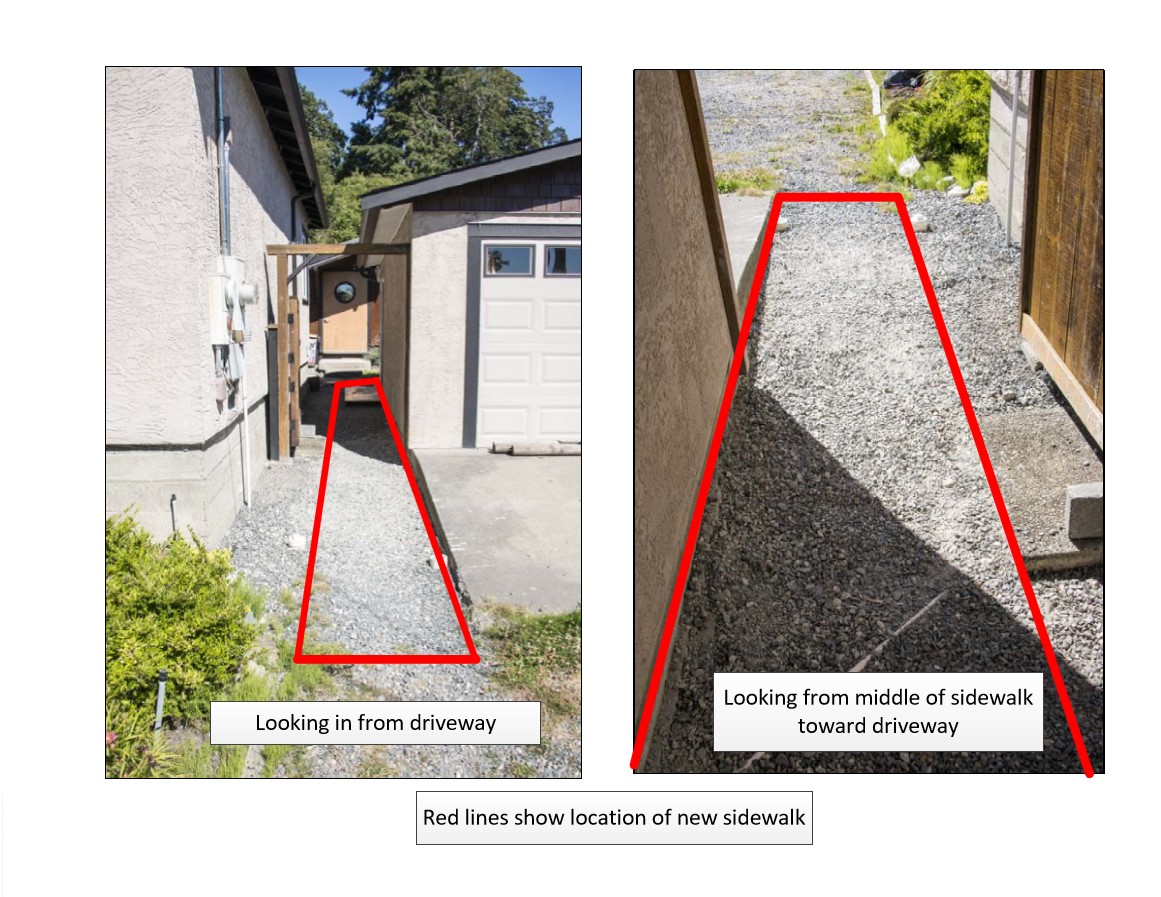 Looking in from driveway
Looking from middle of sidewalk
toward driveway
Red lines show location of new sidewalk